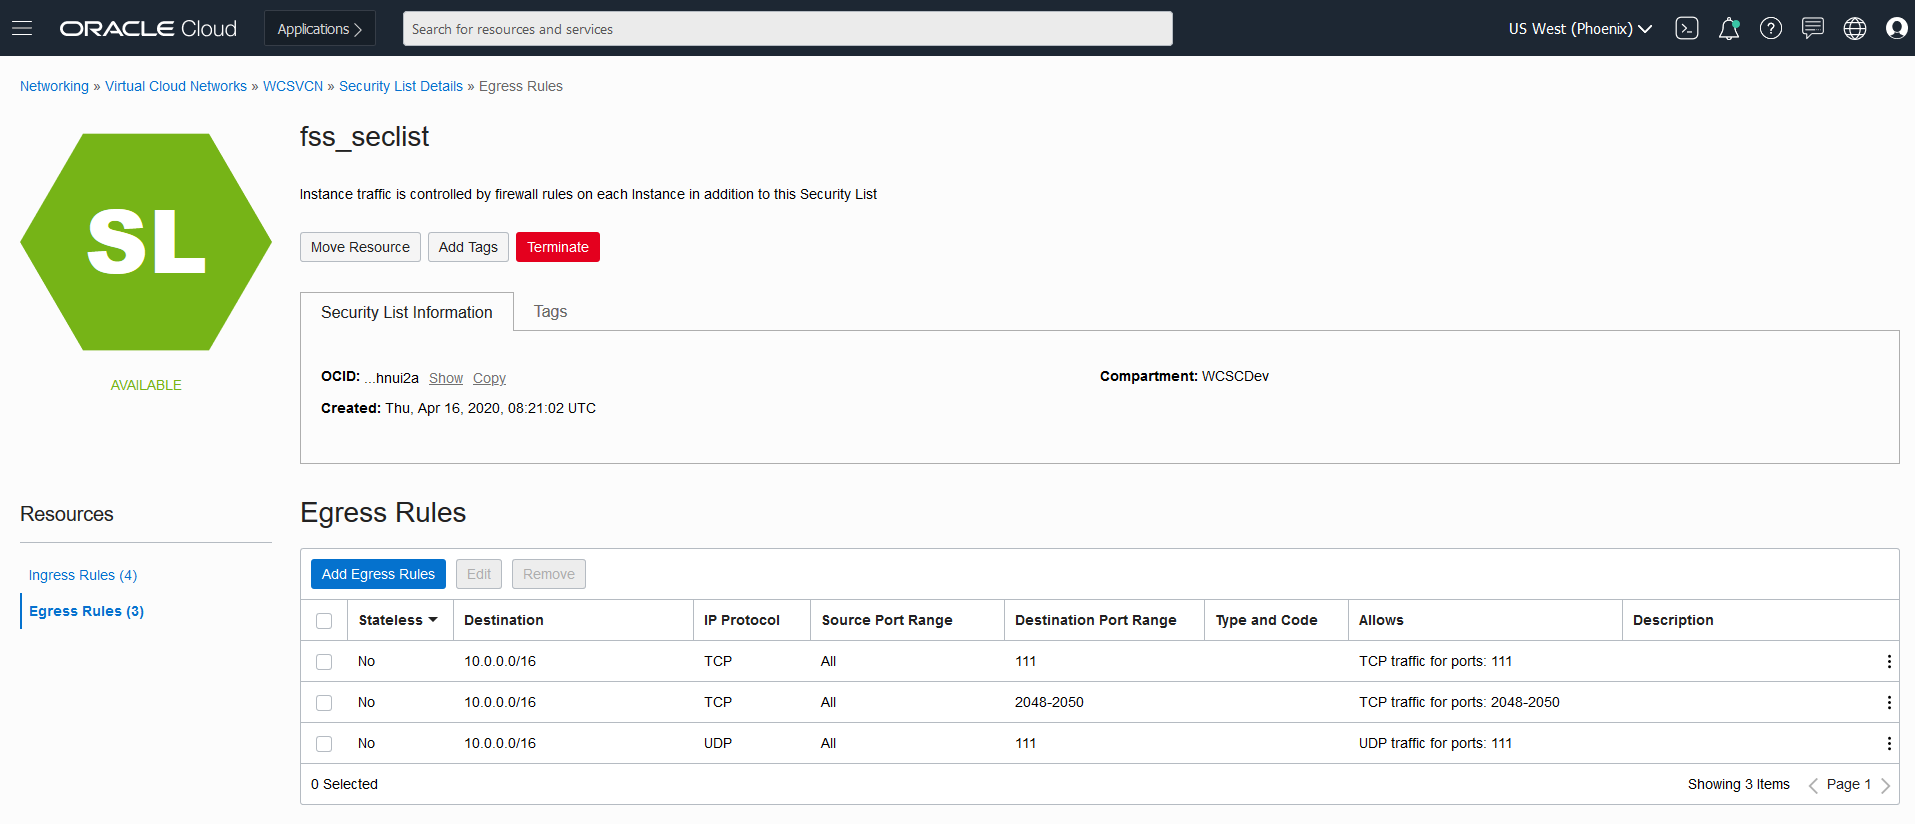 ORACLE Cloud Applications Search for resources and services US West (Phoenix)
Networking » Virtual Cloud Networks » WCSVCN » Security List Details » Egress Rules
SL
AVAILABLE
fss_seclist
Instance traffic is controlled by firewall rules on each Instance in addition to this Security List
Move Resource Add Tags Terminate
Security List Information Tags
OCID: ...hnui2a Show Copy Compartment: WCSCDev
Created: Thu, Apr 16, 2020, 08:21:02 UTC
Resources
Ingress Rules (4)
Egress Rules (3)
Egress Rules
Add Egress Rules Edit Remove
Stateless Destination IP Protocol Source Port Range Destination Port Range Type and Code Allows Description
No 10.0.0.0/16 TCP All 111 TCP traffic for ports: 111
No 10.0.0.0/16 TCP All 2048-2050 TCP traffic for ports: 2048-2050
No 10.0.0.0/16 UDP All 111 UDP traffic for ports: 111
0 Selected Showing 3 Items Page 1